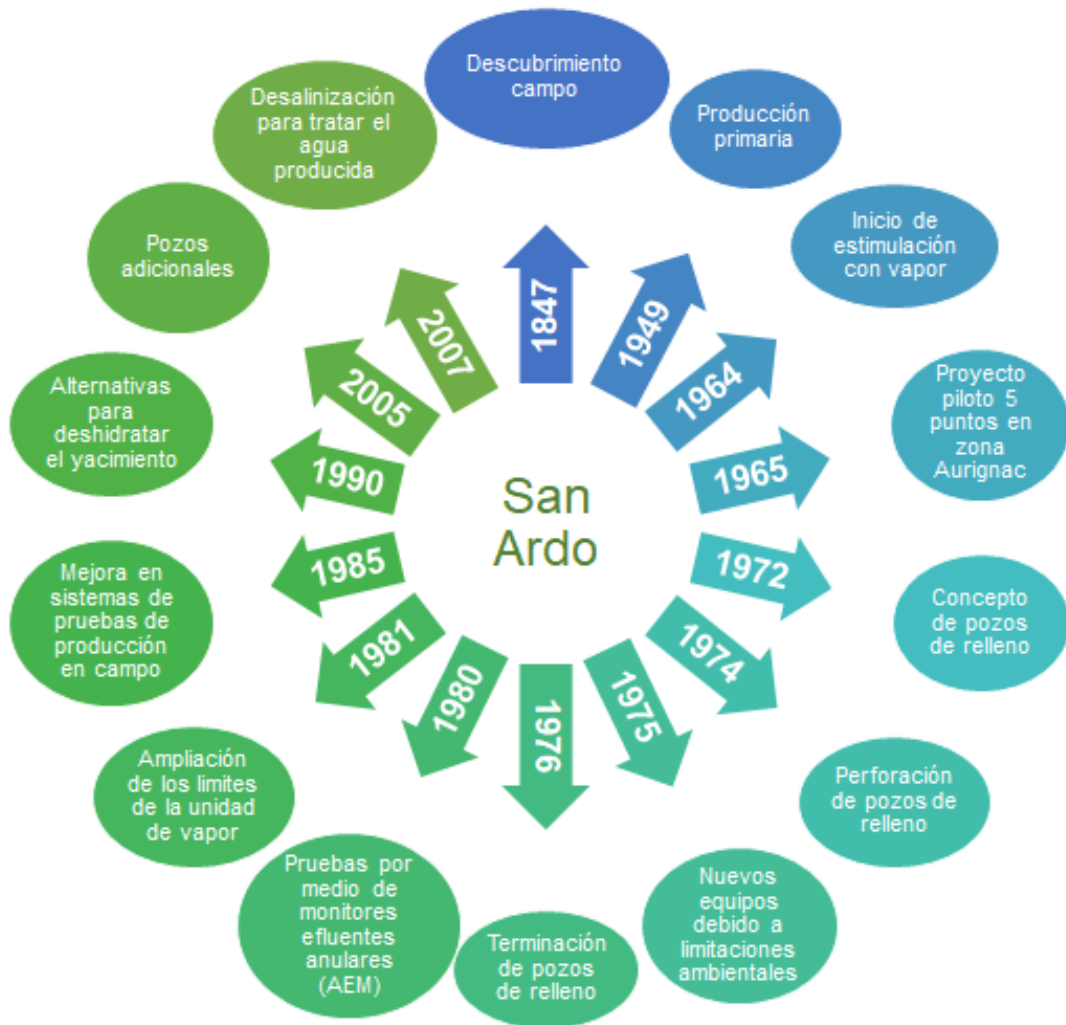 Descubrimiento
campo
1847
Producción
primaria
1949
Inicio de
estimulación
con vapor
1964
Proyecto
piloto 5
puntos en
zona
Aurignac
1965
Concepto
de pozos
de relleno
1972
Perforación
de pozos de
relleno
1974
Nuevos
equipos
debido a
limitaciones
ambientales
1975
Terminación
de pozos
de relleno
1976
Pruebas por
medio de
monitores
efluentes
anulares
(AEM)
1980
Ampliación
de los limites
de la unidad
de vapor
1981
Mejora en
sistemas de
pruebas de
producción
en campo
1985
Alternativas
para
deshidratar
el yacimiento
1990
Pozos
adicionales
2005
Desalinización
para tratar el
agua
producida
2007
San
Ardo